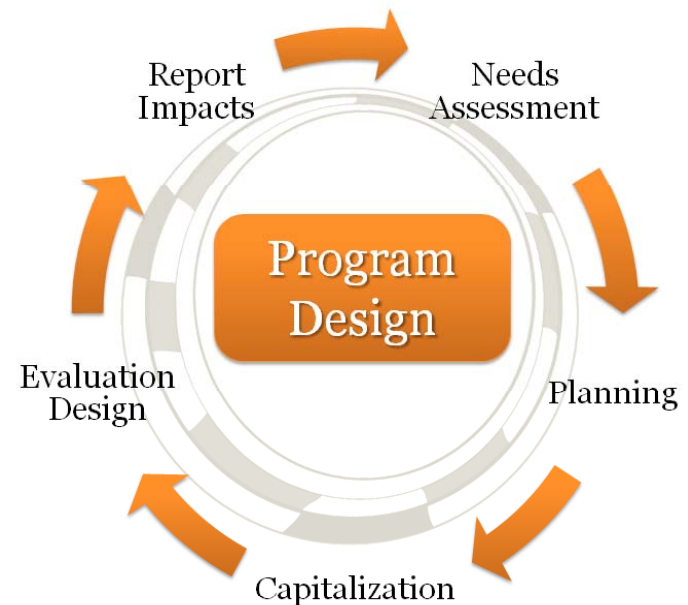 Report
Impacts
Needs
Assessment
Program
Design
Evaluation
Design
Planning
Capitalization